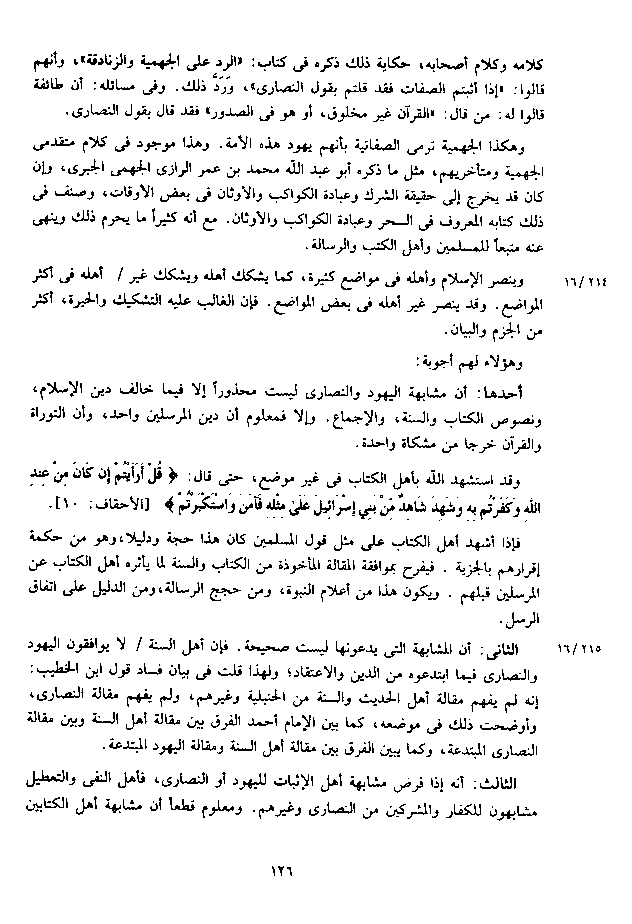 كلامه وكلام أصحابه، حكاية ذلك ذكره فى كتاب: «الرد على الجهمية والزنادقة»، وأنهم
قالوا: «إذا أثبتم الصفات فقد قلتم بقول النصارى»، وَرَدَّ ذلك. وفى مسائله: أن طائفة
قالوا له: من قال: «القرآن غير مخلوق، أو هو فى الصدور» فقد قال بقول النصارى.
وهكذا الجهمية ترمى الصفاتية بأنهم يهود هذه الأمة. وهذا موجود فى كلام متقدمى
الجهمية ومتأخريهم، مثل ما ذكره أبو عبد الله محمد بن عمر الرازى الجهمى الجبرى، وإن
كان قد يخرج إلى حقيقة الشرك وعبادة الكواكب والأوثان فى بعض الأوقات، وصنف فى
ذلك كتابه المعروف فى السحر وعبادة الكواكب والأوثان. مع أنه كثيراً ما يحرم ذلك وينهى
عنه متبعاً للمسلمين وأهل الكتب والرسالة.
١٦/٢١٤ وينصر الإسلام وأهله فى مواضع كثيرة، كما يشكك أهله ويشكك غير / أهله فى أكثر
المواضع. وقد ينصر غير أهله فى بعض المواضع. فإن الغالب عليه التشكيك والحيرة، أكثر
من الجزم والبيان.
وهؤلاء لهم أجوبة:
أحدها: أن مشابهة اليهود والنصارى ليست محذوراً إلا فيما خالف دين الإسلام،
ونصوص الكتاب والسنة، والإجماع. وإلا فمعلوم أن دين المرسلين واحد، وأن التوراة
والقرآن خرجا من مشكاة واحدة.
وقد استشهد الله بأهل الكتاب فى غير موضع، حتى قال: ﴿ قُلْ أَرَأَيْتُمْ إِن كَانَ مِنْ عِندِ
اللهِ وَكَفَرْتُم بِهِ وَشَهِدَ شَاهِدٌ مِّنْ بَنِي إِسْرَائِيلَ عَلَىٰ مِثْلِهِ فَآمَنَ وَاسْتَكْبَرْتُمْ ﴾ [الأحقاف: ١٠].
فإذا أشهد أهل الكتاب على مثل قول المسلمين كان هذا حجة ودليلا، وهو من حكمة
إقرارهم بالجزية . فيفرح بموافقة المقالة المأخوذة من الكتاب والسنة لما يأثره أهل الكتاب عن
المرسلين قبلهم . ويكون هذا من أعلام النبوة، ومن حجج الرسالة، ومن الدليل على اتفاق
الرسل.
١٦/٢١٥ الثانى: أن المشابهة التى يدعونها ليست صحيحة. فإن أهل السنة / لا يوافقون اليهود
والنصارى فيما ابتدعوه من الدين والاعتقاد؛ ولهذا قلت فى بيان فساد قول ابن الخطيب:
إنه لم يفهم مقالة أهل الحديث والسنة من الحنبلية وغيرهم، ولم يفهم مقالة النصارى،
وأوضحت ذلك فى موضعه، كما بين الإمام أحمد الفرق بين مقالة أهل السنة وبين مقالة
النصارى المبتدعة، وكما يبين الفرق بين مقالة أهل السنة ومقالة اليهود المبتدعة.
الثالث: أنه إذا فرض مشابهة أهل الإثبات لليهود أو النصارى، فأهل النفى والتعطيل
مشابهون للكفار والمشركين من النصارى وغيرهم. ومعلوم قطعاً أن مشابهة أهل الكتابين
١٢٦